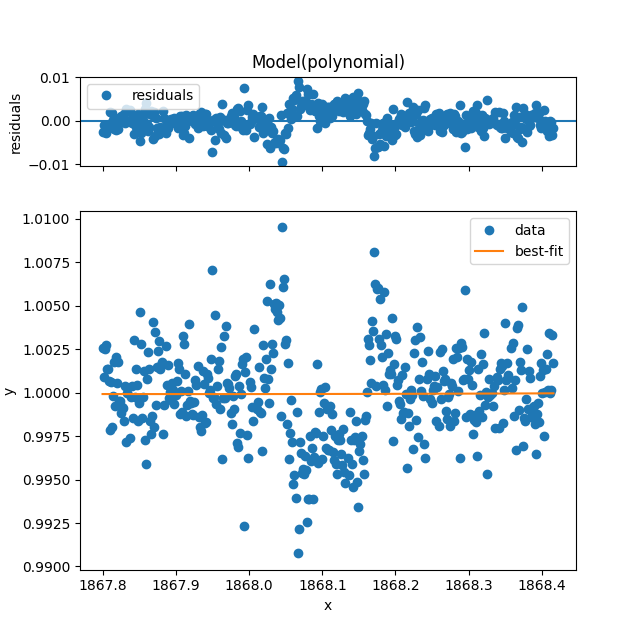 Model(polynomial)
0.01
0.00
−0.01
residuals
residuals
1.0100
1.0075
1.0050
1.0025
1.0000
0.9975
0.9950
0.9925
0.9900
y
data
best-fit
1867.8 1867.9 1868.0 1868.1 1868.2 1868.3 1868.4
x